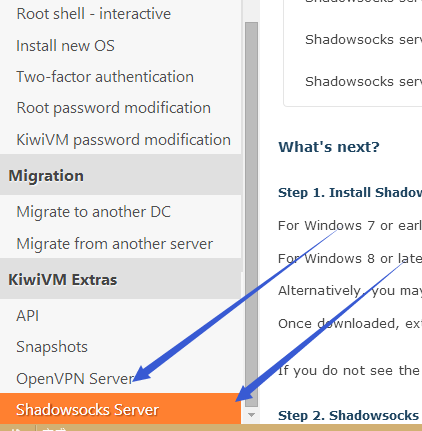 Root shell - interactive
Install new OS
Two-factor authentication
Root password modification
KiwiVM password modification
Migration
Migrate to another DC
Migrate from another server
KiwiVM Extras
API
Snapshots
OpenVPN Server
Shadowsocks Server
Shadowsocks serv
Shadowsocks serv
What's next?
Step 1. Install Shadow
For Windows 7 or earl
For Windows 8 or late
Alternatively, you may
Once downloaded, ext
If you do not see the
Step 2. Shadowsocks